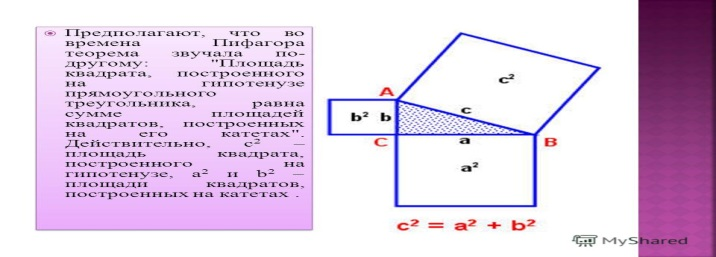 Предполагают, что во
времена Пифагора
теорема звучала по-
другому: "Площадь
квадрата, построенного
на гипотенузе
прямоугольного
треугольника, равна
сумме площадей
квадратов, построенных
на его катетах".
Действительно, c² –
площадь квадрата,
построенного на
гипотенузе, a² и b² –
площади квадратов,
построенных на катетах .
c²
A
c
b² b
C
a
B
a²
c² = a² + b²
MyShared